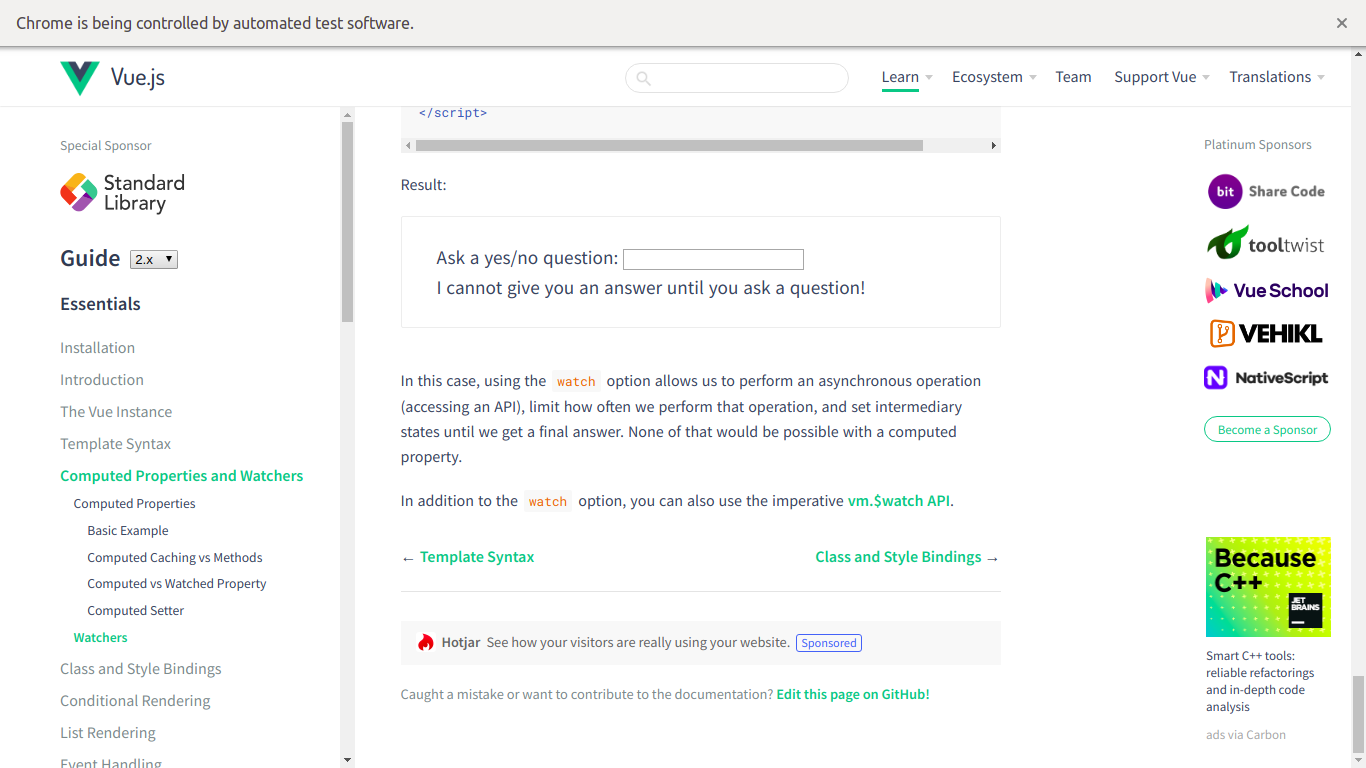 Chrome is being controlled by automated test software.
Vue.js
Learn
Ecosystem
Team
Support Vue
Translations
Special Sponsor
Standard
Library
Guide 2.x
Essentials
Installation
Introduction
The Vue Instance
Template Syntax
Computed Properties and Watchers
Computed Properties
Basic Example
Computed Caching vs Methods
Computed vs Watched Property
Computed Setter
Watchers
Class and Style Bindings
Conditional Rendering
List Rendering
Event Handling
</script>
Result:
Ask a yes/no question:
I cannot give you an answer until you ask a question!
In this case, using the watch option allows us to perform an asynchronous operation
(accessing an API), limit how often we perform that operation, and set intermediary
states until we get a final answer. None of that would be possible with a computed
property.
In addition to the watch option, you can also use the imperative vm.$watch API.
← Template Syntax
Class and Style Bindings →
Hotjar See how your visitors are really using your website. Sponsored
Caught a mistake or want to contribute to the documentation? Edit this page on GitHub!
Platinum Sponsors
bit Share Code
tooltwist
Vue School
VEHIKL
NativeScript
Become a Sponsor
Because
C++
JET
BRAINS
Smart C++ tools:
reliable refactorings
and in-depth code
analysis
ads via Carbon